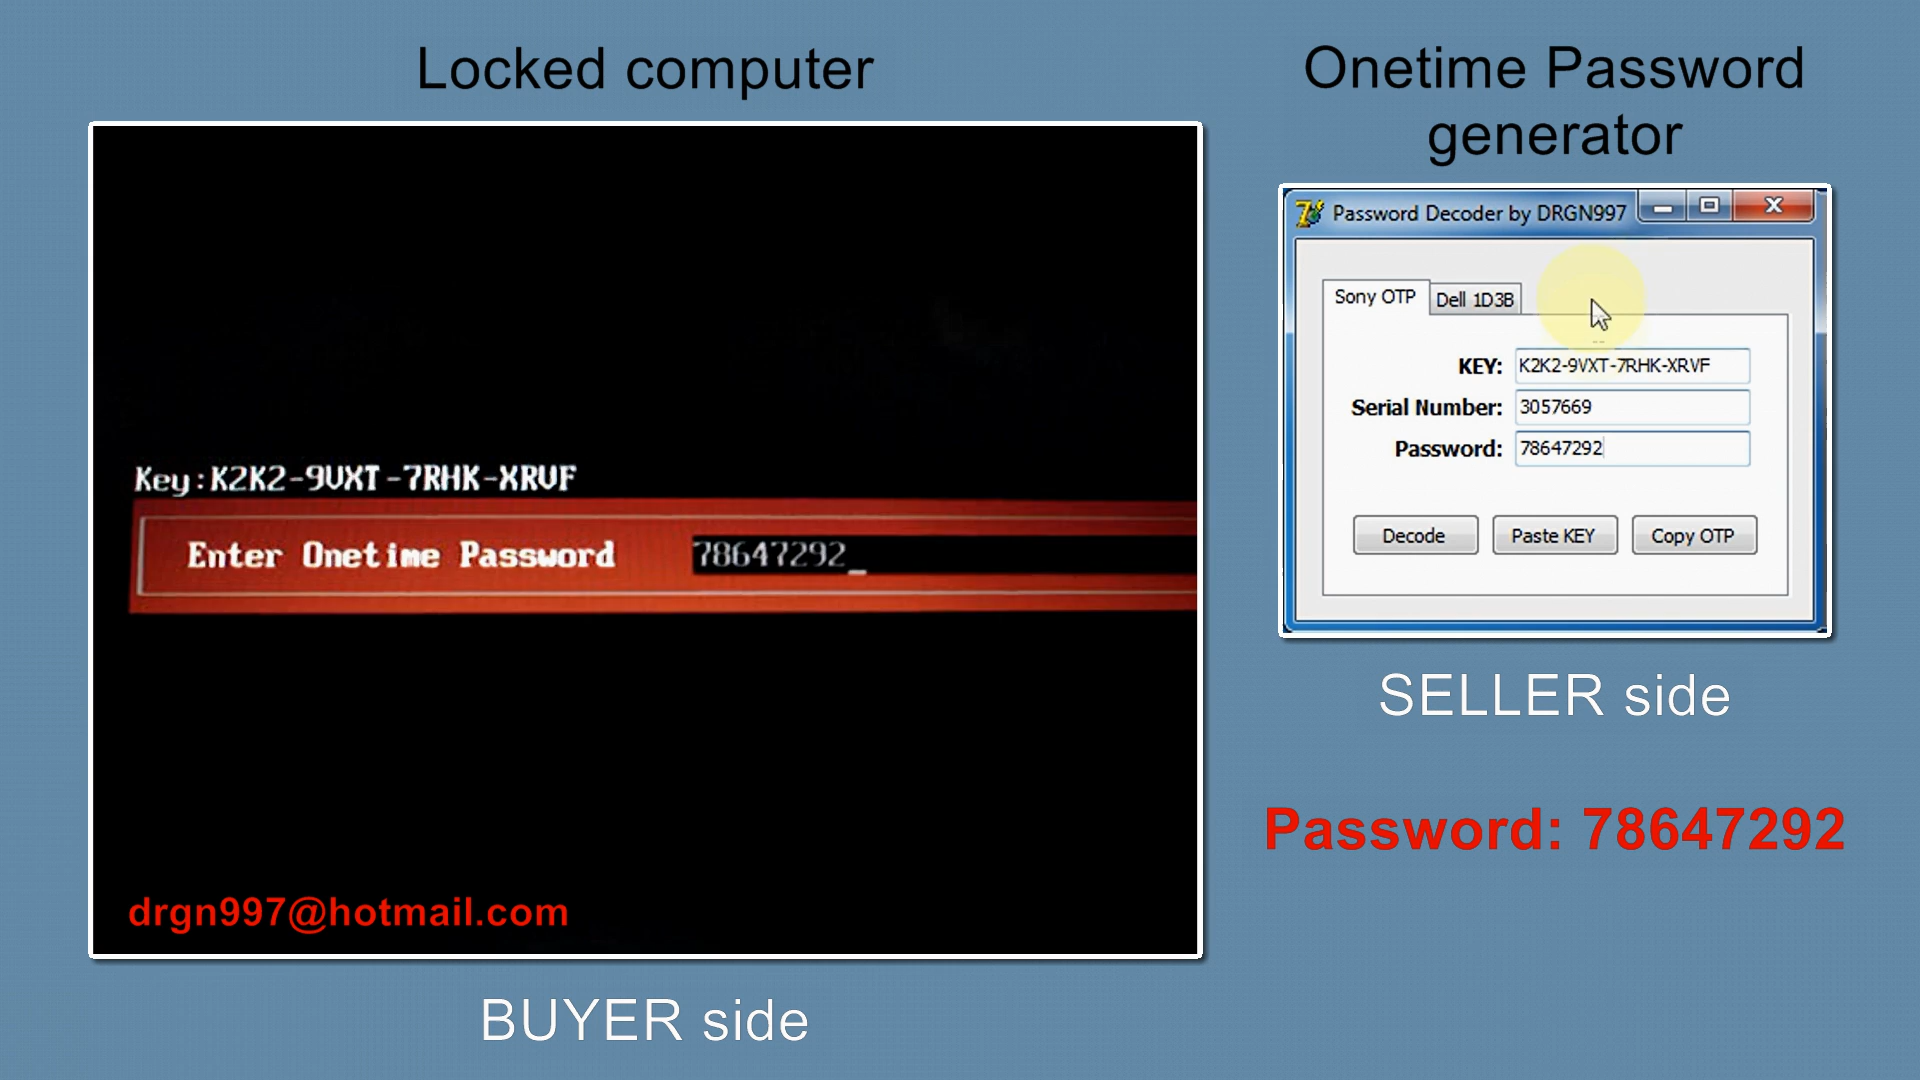 Locked computer
Key:K2K2-9VXT-7RHK-XRVF
Enter Onetime Password 78647292_
drgn997@hotmail.com
BUYER side
Onetime Password
generator
Password Decoder by DRGN997
Sony OTP Dell 1D3B
KEY: K2K2-9VXT-7RHK-XRVF
Serial Number: 3057669
Password: 78647292
Decode Paste KEY Copy OTP
SELLER side
Password: 78647292